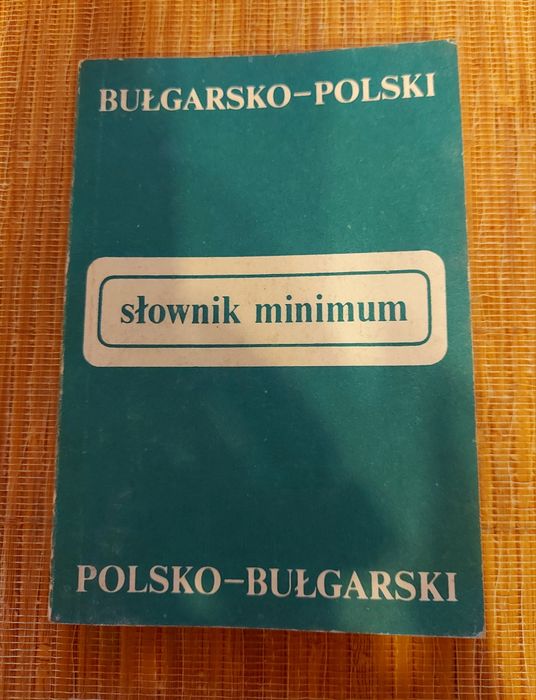 BUŁGARSKO–POLSKI
słownik minimum
POLSKO–BUŁGARSKI